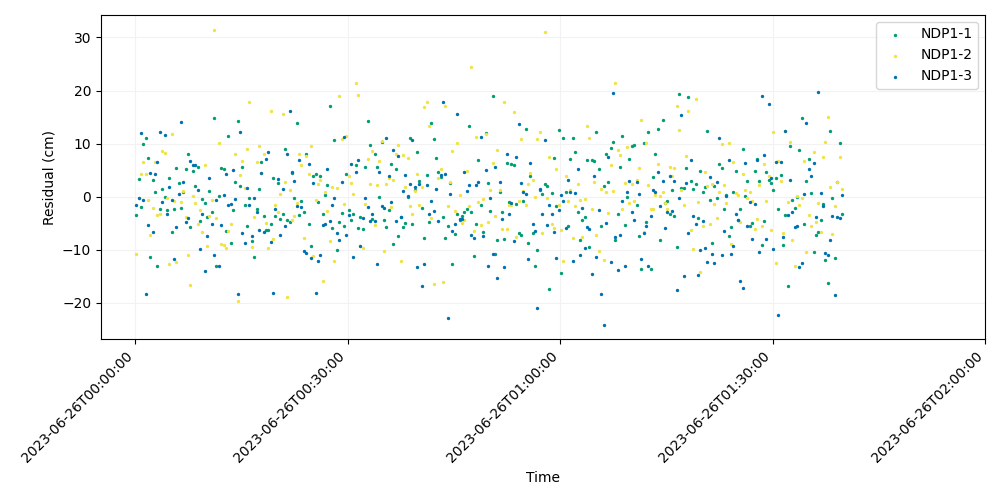 30
20
10
0
−10
−20
Residual (cm)
NDP1-1
NDP1-2
NDP1-3
2023-06-26T00:00:00
2023-06-26T00:30:00
2023-06-26T01:00:00
2023-06-26T01:30:00
2023-06-26T02:00:00
Time